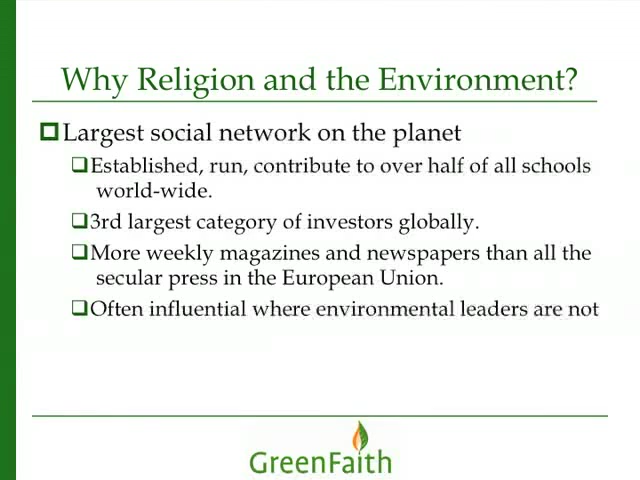 Why Religion and the Environment?
Largest social network on the planet
Established, run, contribute to over half of all schools
world-wide.
3rd largest category of investors globally.
More weekly magazines and newspapers than all the
secular press in the European Union.
Often influential where environmental leaders are not
GreenFaith